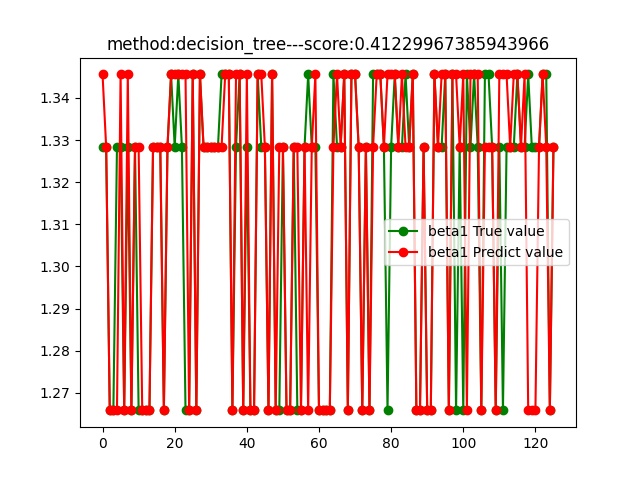 method:decision_tree---score:0.41229967385943966
1.34
1.33
1.32
1.31
1.30
1.29
1.28
1.27
beta1 True value
beta1 Predict value
0 20 40 60 80 100 120